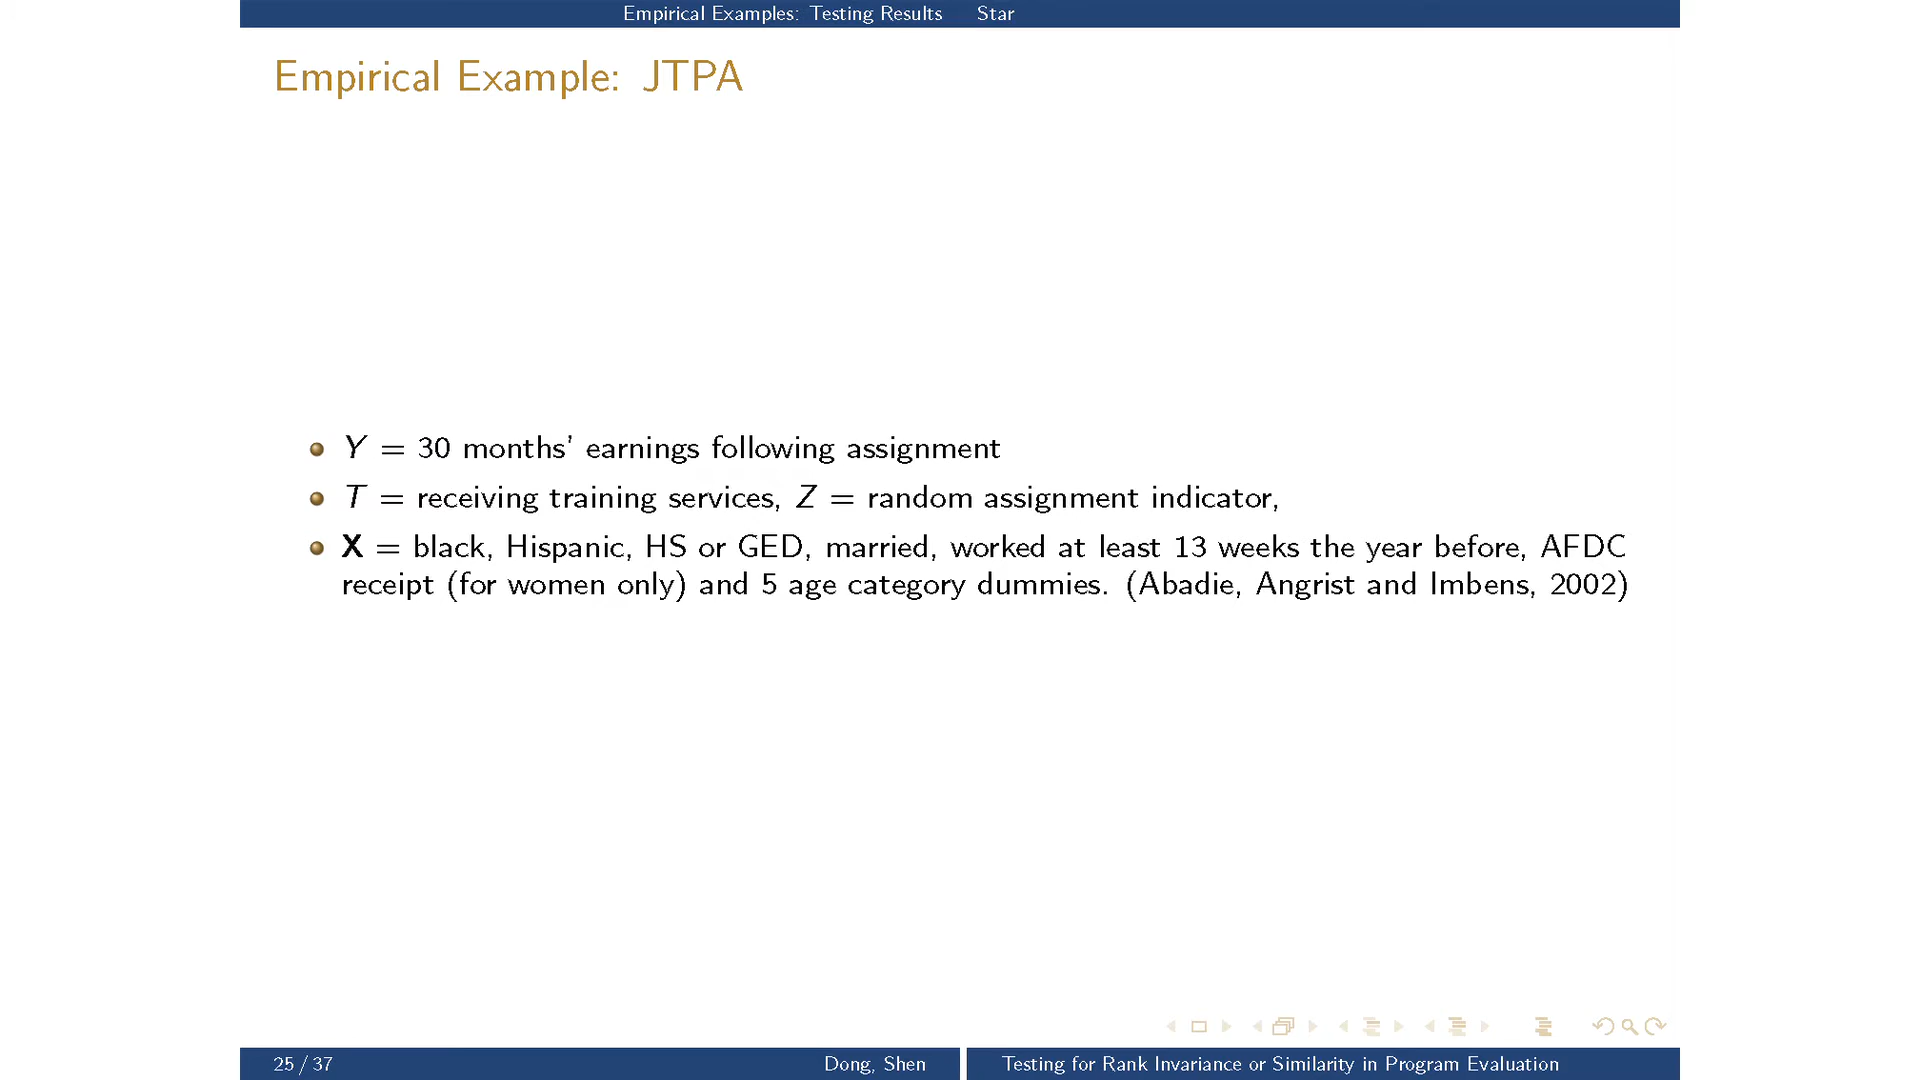 Empirical Examples: Testing Results Star
Empirical Example: JTPA
Y = 30 months' earnings following assignment
T = receiving training services, Z = random assignment indicator,
X = black, Hispanic, HS or GED, married, worked at least 13 weeks the year before, AFDC
receipt (for women only) and 5 age category dummies. (Abadie, Angrist and Imbens, 2002)
25 / 37 Dong, Shen Testing for Rank Invariance or Similarity in Program Evaluation